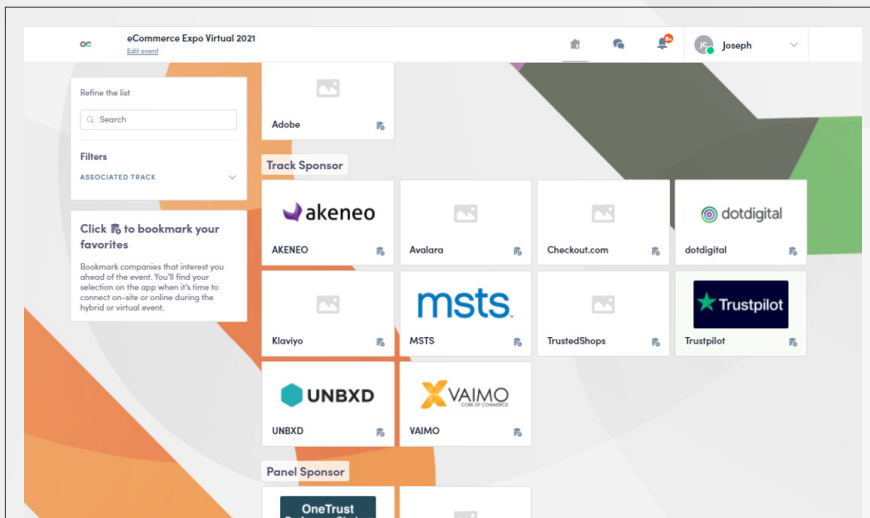 eCommerce Expo Virtual 2021
Edit event
9+
JC
Joseph
Refine the list
Search
Filters
ASSOCIATED TRACK
Click to bookmark your
favorites
Bookmark companies that interest you
ahead of the event. You'll find your
selection on the app when it's time to
connect on-site or online during the
hybrid or virtual event.
Adobe
Track Sponsor
akeneo
AKENEO
Avalara
Checkout.com
dotdigital
dotdigital
Klaviyo
msts
MSTS
TrustedShops
Trustpilot
Trustpilot
UNBXD
UNBXD
VAIMO
CORE OF COMMERCE
VAIMO
Panel Sponsor
OneTrust